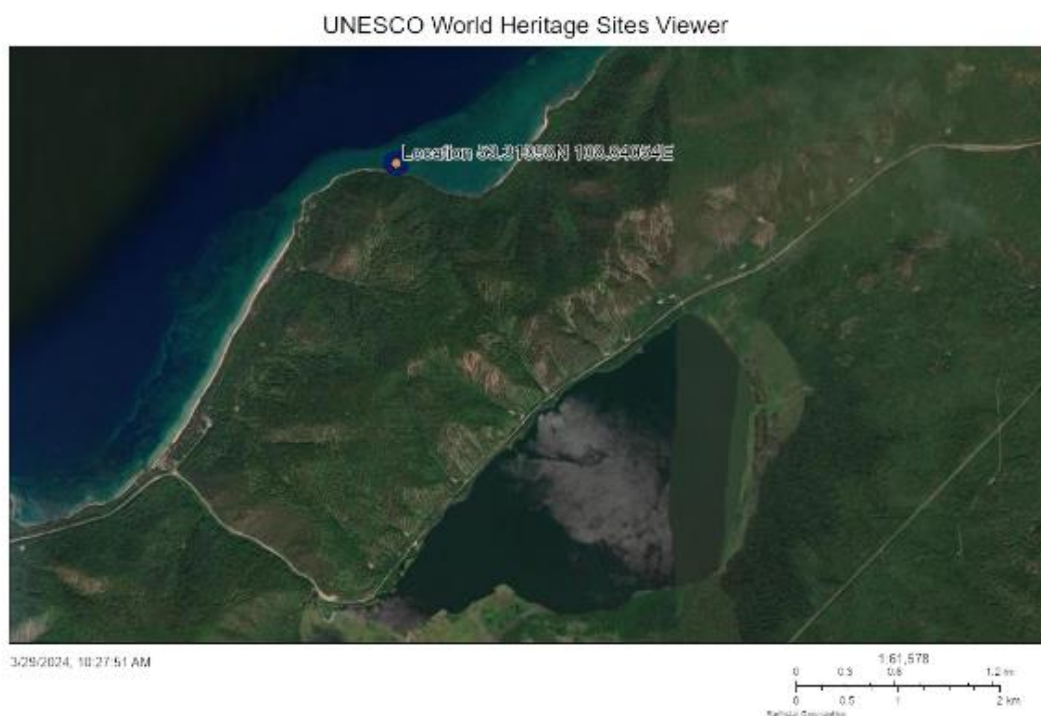 UNESCO World Heritage Sites Viewer
Location
3/29/2024, 10:27:51 AM
1:61,578
0 0.3 0.6 1.2 mi
0 0.5 1 2 km